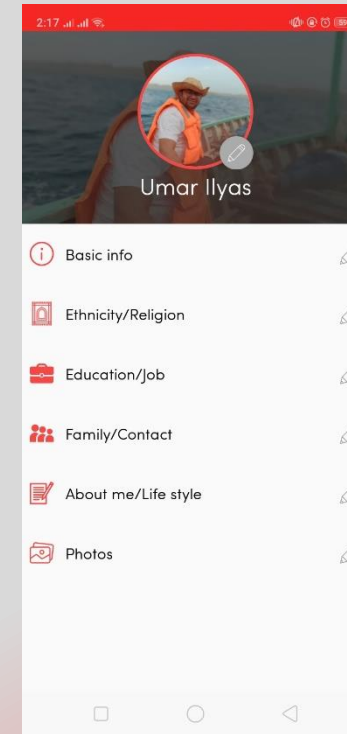 2:17
Umar Ilyas
Basic info
Ethnicity/Religion
Education/Job
Family/Contact
About me/Life style
Photos